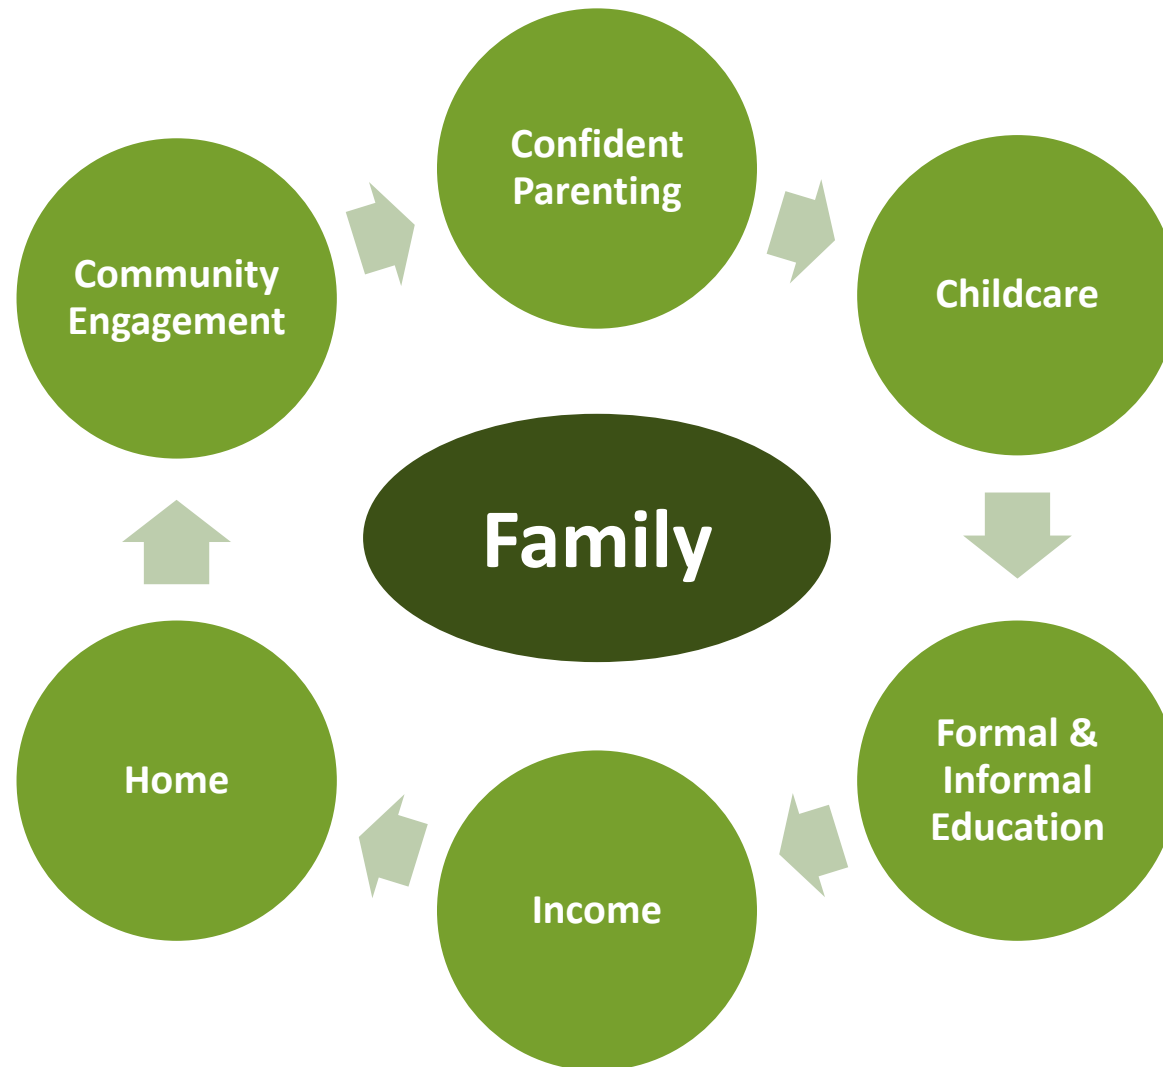 Confident
Parenting
Childcare
Formal &
Informal
Education
Income
Home
Community
Engagement
Family